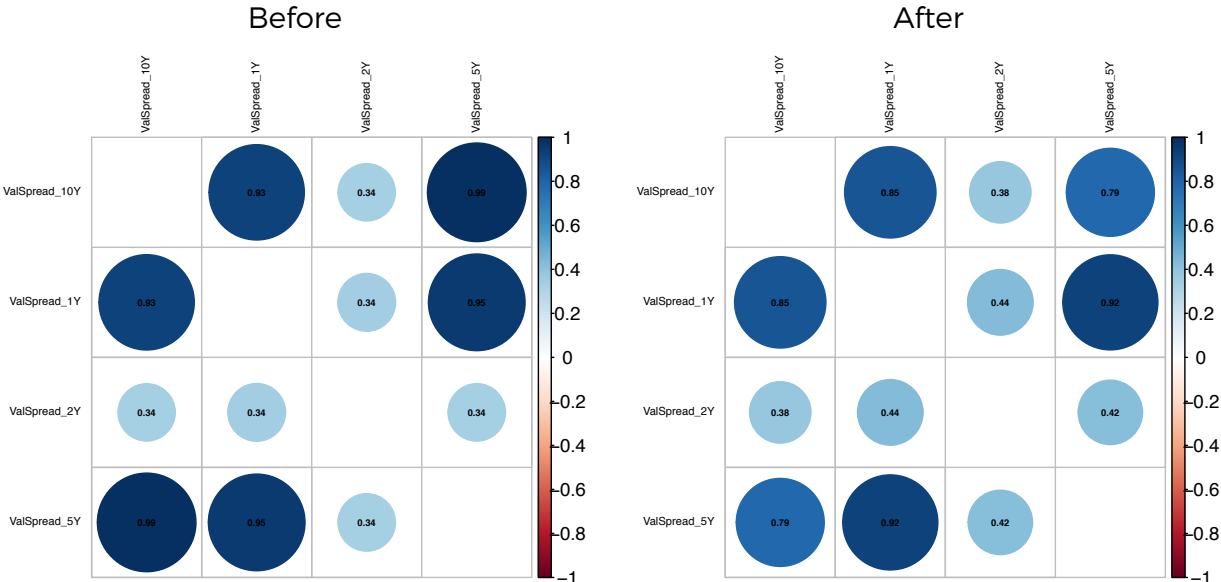 Before
ValSpread_10Y
ValSpread_1Y
ValSpread_2Y
ValSpread_5Y
ValSpread_10Y 0.93 0.34 0.99
ValSpread_1Y 0.93 0.34 0.95
ValSpread_2Y 0.34 0.34 0.34
ValSpread_5Y 0.99 0.95 0.34
1
0.8
0.6
0.4
0.2
0
−0.2
−0.4
−0.6
−0.8
−1
After
ValSpread_10Y
ValSpread_1Y
ValSpread_2Y
ValSpread_5Y
ValSpread_10Y 0.85 0.38 0.79
ValSpread_1Y 0.85 0.44 0.92
ValSpread_2Y 0.38 0.44 0.42
ValSpread_5Y 0.79 0.92 0.42
1
0.8
0.6
0.4
0.2
0
−0.2
−0.4
−0.6
−0.8
−1